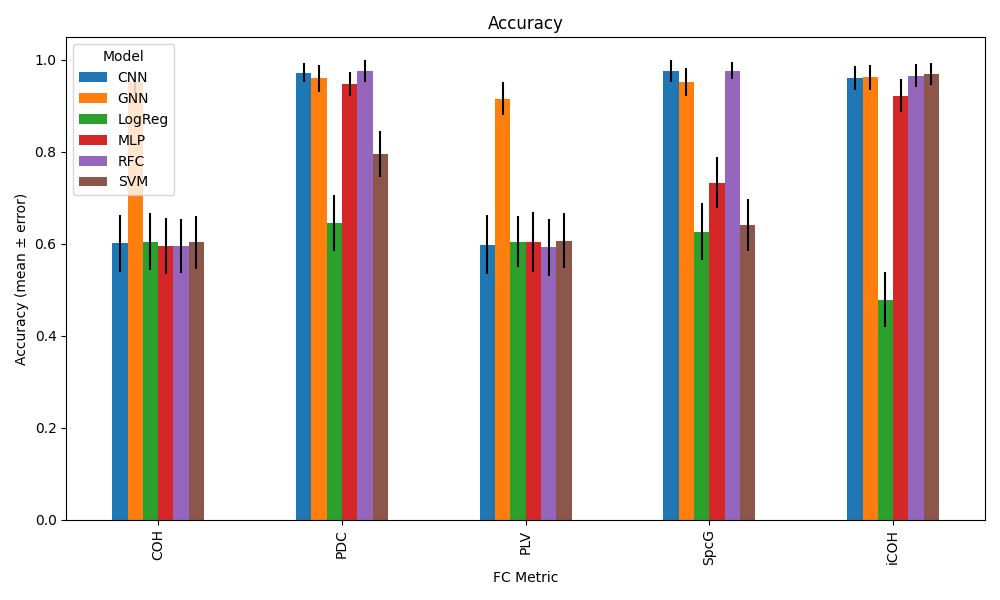 Accuracy
Model
CNN
GNN
LogReg
MLP
RFC
SVM
Accuracy (mean ± error)
1.0
0.8
0.6
0.4
0.2
0.0
COH
PDC
PLV
SpcG
iCOH
FC Metric